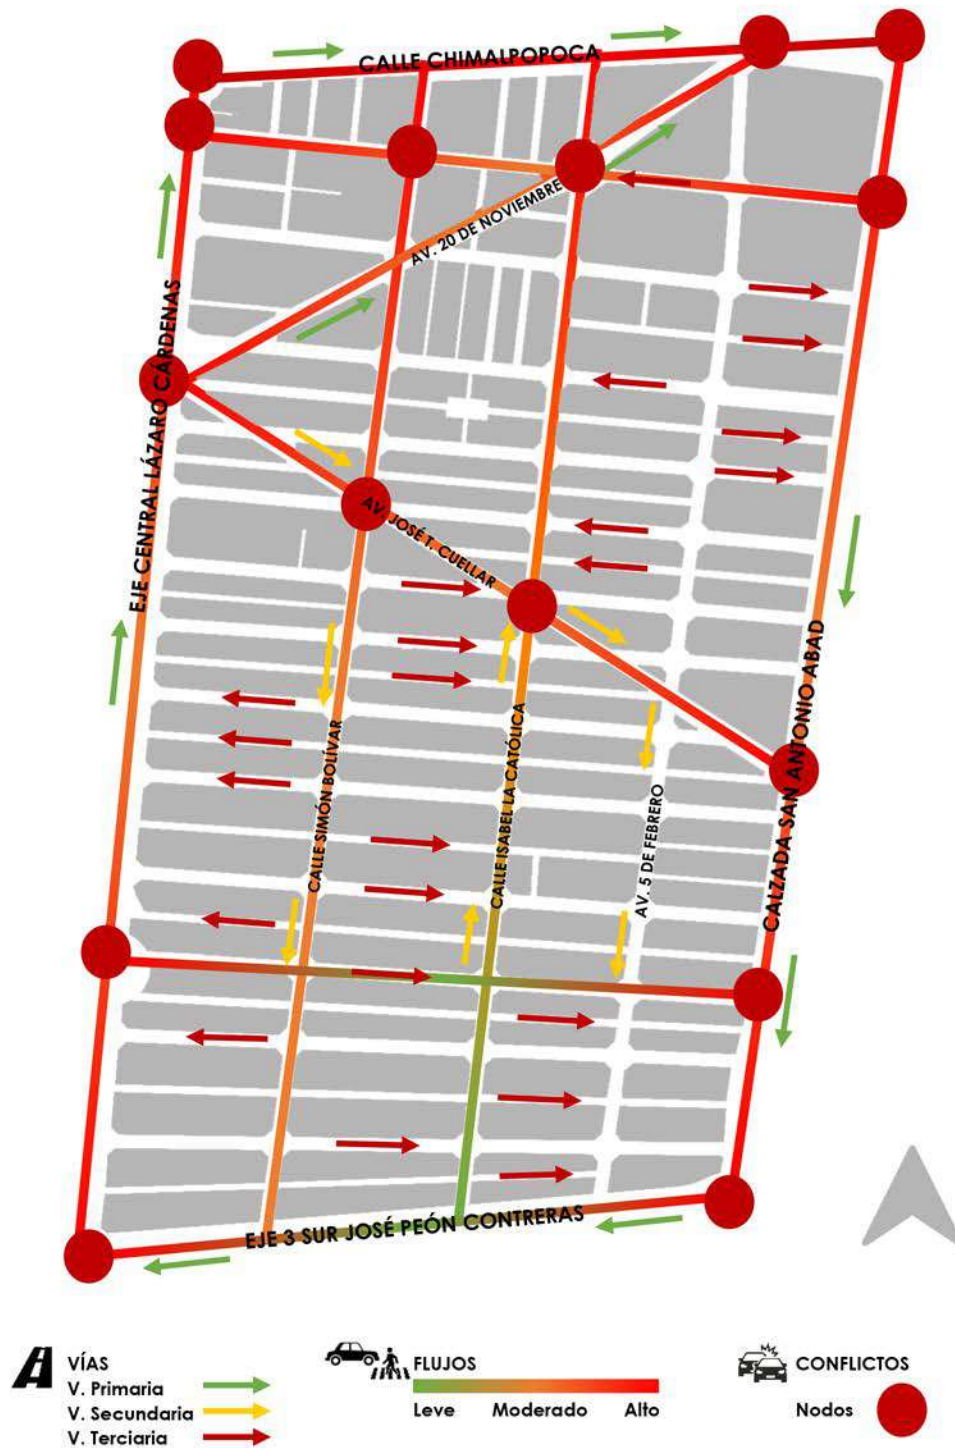 CALLE CHIMALPOPOCA
AV. 20 DE NOVIEMBRE
EJE CENTRAL LÁZARO CÁRDENAS
AV. JOSÉ T. CUELLAR
CALLE SIMÓN BOLÍVAR
CALLE ISABEL LA CATÓLICA
AV. 5 DE FEBRERO
CALZADA SAN ANTONIO ABAD
EJE 3 SUR JOSÉ PEÓN CONTRERAS
VÍAS
V. Primaria
V. Secundaria
V. Terciaria
FLUJOS
Leve Moderado Alto
CONFLICTOS
Nodos